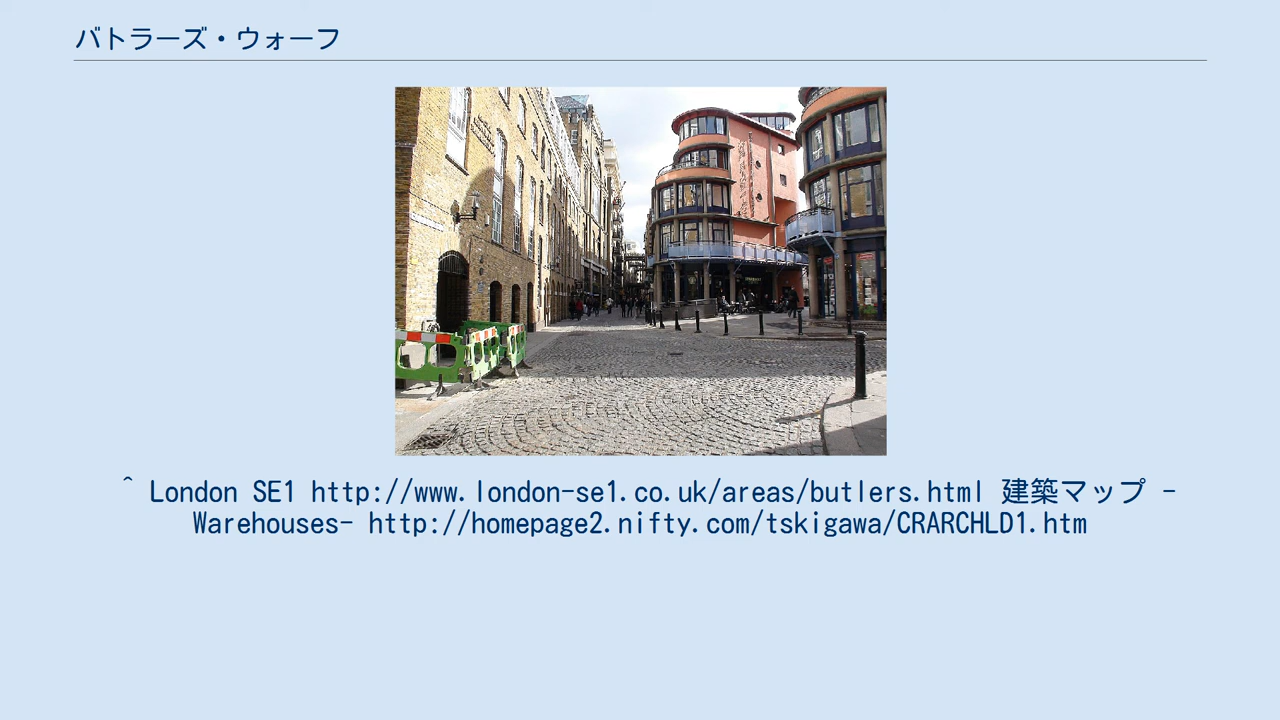 バトラーズ・ウォーフ
^ London SE1 http://www.london-se1.co.uk/areas/butlers.html 建築マップ -
Warehouses- http://homepage2.nifty.com/tskigawa/CRARCHLD1.htm